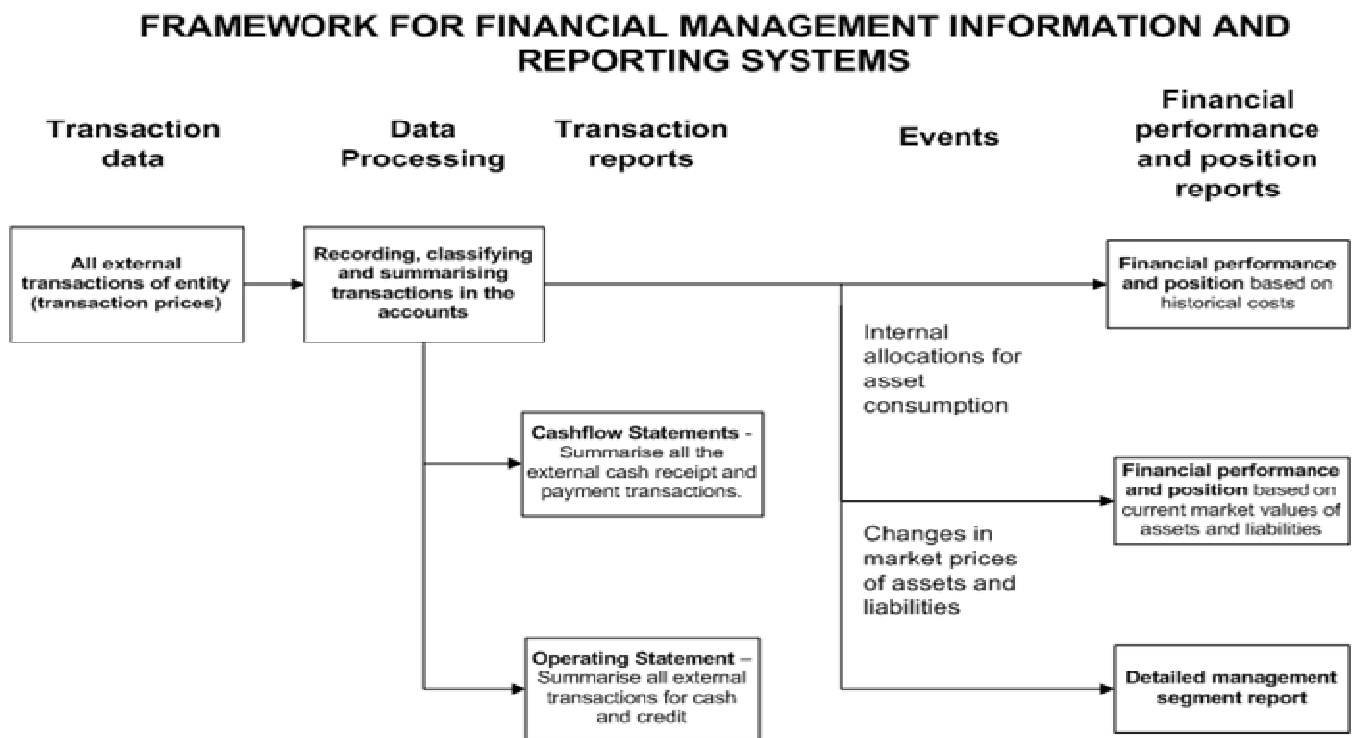 FRAMEWORK FOR FINANCIAL MANAGEMENT INFORMATION AND
REPORTING SYSTEMS
Transaction
data
Data
Processing
Transaction
reports
Events
Financial
performance
and position
reports
All external
transactions of entity
(transaction prices)
Recording, classifying
and summarising
transactions in the
accounts
Financial performance
and position based on
historical costs
Internal
allocations for
asset
consumption
Cashflow Statements -
Summarise all the
external cash receipt and
payment transactions.
Financial performance
and position based on
current market values of
assets and liabilities
Changes in
market prices
of assets and
liabilities
Operating Statement –
Summarise all external
transactions for cash
and credit
Detailed management
segment report